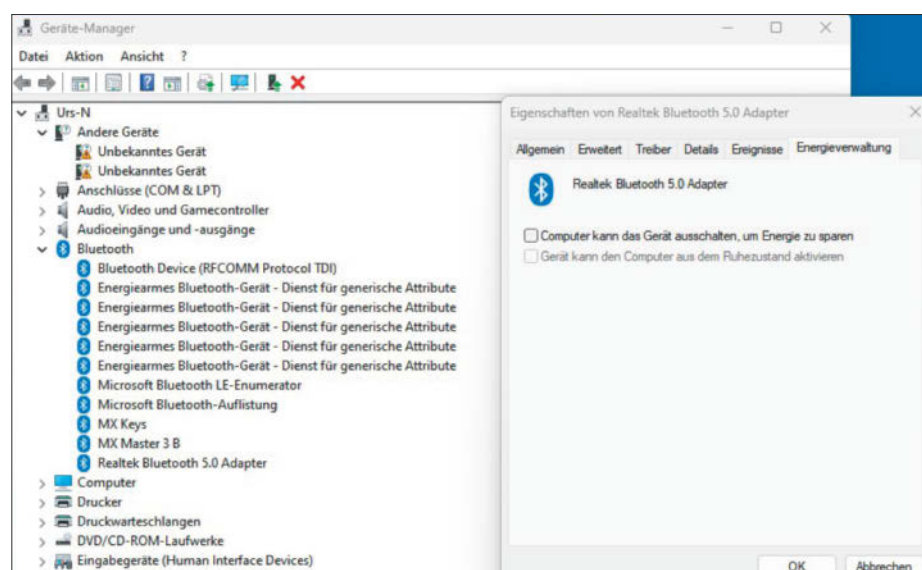 Geräte-Manager
Datei Aktion Ansicht ?
Urs-N
Andere Geräte
Unbekanntes Gerät
Unbekanntes Gerät
Anschlüsse (COM & LPT)
Audio, Video und Gamecontroller
Audioeingänge und -ausgänge
Bluetooth
Bluetooth Device (RFCOMM Protocol TDI)
Energiearmes Bluetooth-Gerät - Dienst für generische Attribute
Energiearmes Bluetooth-Gerät - Dienst für generische Attribute
Energiearmes Bluetooth-Gerät - Dienst für generische Attribute
Energiearmes Bluetooth-Gerät - Dienst für generische Attribute
Energiearmes Bluetooth-Gerät - Dienst für generische Attribute
Microsoft Bluetooth LE-Enumerator
Microsoft Bluetooth-Auflistung
MX Keys
MX Master 3 B
Realtek Bluetooth 5.0 Adapter
Computer
Drucker
Druckwarteschlangen
DVD/CD-ROM-Laufwerke
Eingabegeräte (Human Interface Devices)
Eigenschaften von Realtek Bluetooth 5.0 Adapter
Allgemein Erweitert Treiber Details Ereignisse Energieverwaltung
Realtek Bluetooth 5.0 Adapter
Computer kann das Gerät ausschalten, um Energie zu sparen
Gerät kann den Computer aus dem Ruhezustand aktivieren
OK Abbrechen